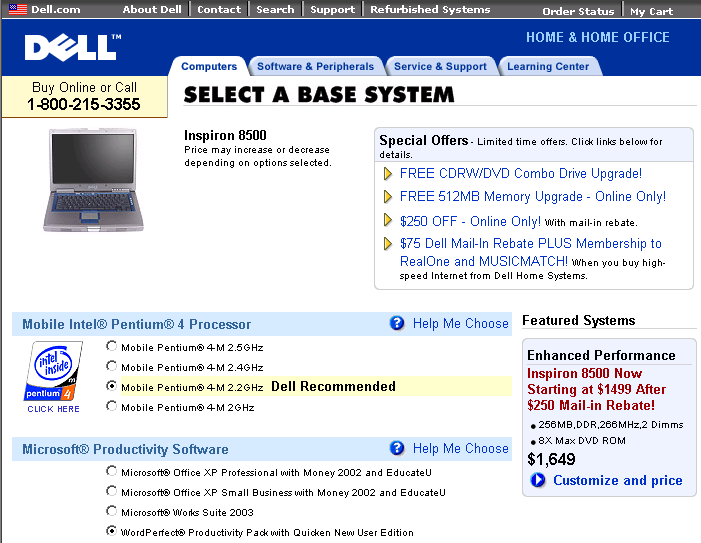 Dell.com About Dell Contact Search Support Refurbished Systems Order Status My Cart
DELL™ HOME & HOME OFFICE
Computers Software & Peripherals Service & Support Learning Center
Buy Online or Call
1-800-215-3355
SELECT A BASE SYSTEM
Inspiron 8500
Price may increase or decrease
depending on options selected.
Special Offers - Limited time offers. Click links below for
details.
FREE CDRW/DVD Combo Drive Upgrade!
FREE 512MB Memory Upgrade - Online Only!
$250 OFF - Online Only! With mail-in rebate.
$75 Dell Mail-In Rebate PLUS Membership to
RealOne and MUSICMATCH! When you buy high-
speed Internet from Dell Home Systems.
Mobile Intel® Pentium® 4 Processor ? Help Me Choose
intel
inside
pentium 4
CLICK HERE
Mobile Pentium® 4-M 2.5GHz
Mobile Pentium® 4-M 2.4GHz
Mobile Pentium® 4-M 2.2GHz Dell Recommended
Mobile Pentium® 4-M 2GHz
Microsoft® Productivity Software ? Help Me Choose
Microsoft® Office XP Professional with Money 2002 and EducateU
Microsoft® Office XP Small Business with Money 2002 and EducateU
Microsoft® Works Suite 2003
WordPerfect® Productivity Pack with Quicken New User Edition
Featured Systems
Enhanced Performance
Inspiron 8500 Now
Starting at $1499 After
$250 Mail-in Rebate!
256MB,DDR,266MHz,2 Dimms
8X Max DVD ROM
$1,649
Customize and price